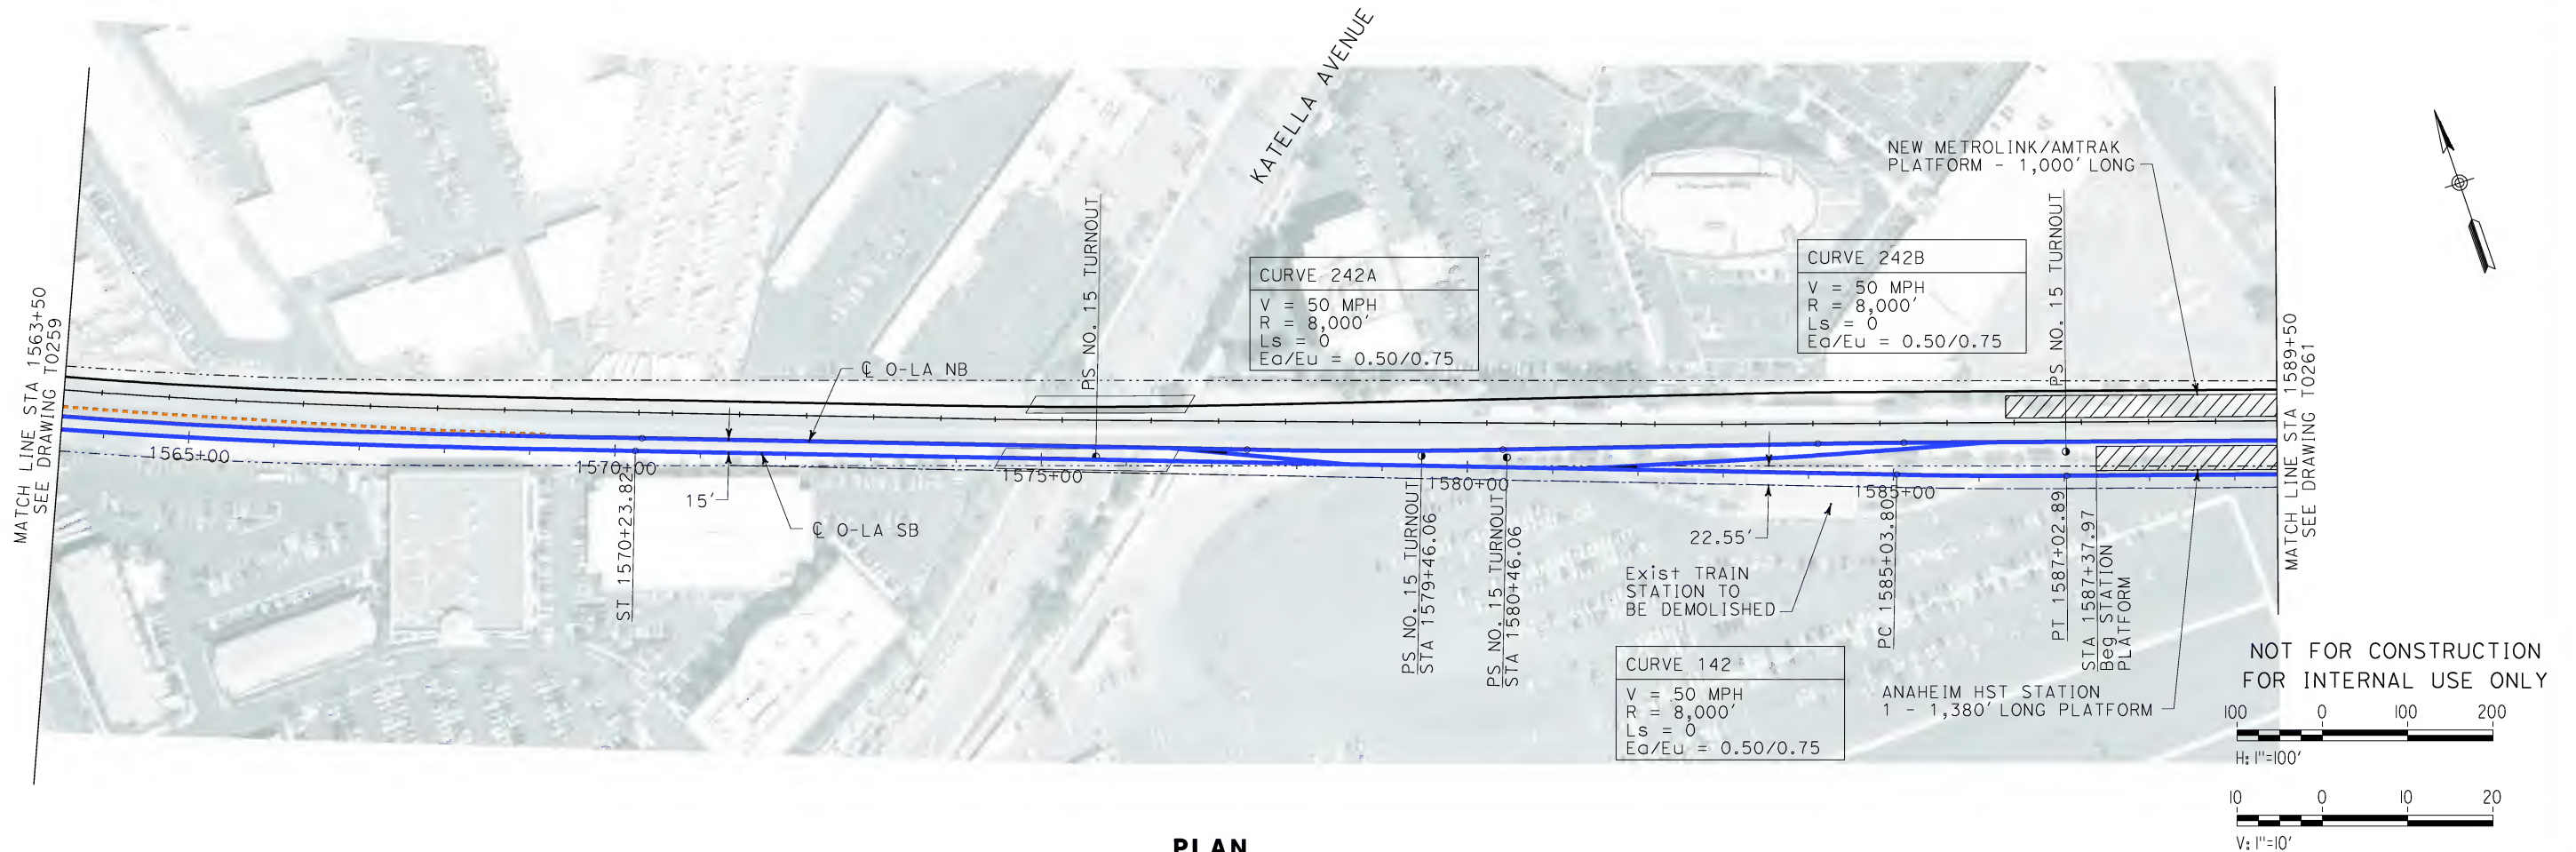 MATCH LINE STA 1563+50
SEE DRAWING T0259
KATELLA AVENUE
NEW METROLINK/AMTRAK
PLATFORM - 1,000' LONG
PS NO. 15 TURNOUT
PS NO. 15 TURNOUT
CURVE 242A
V = 50 MPH
R = 8,000'
Ls = 0
Ea/Eu = 0.50/0.75
CURVE 242B
V = 50 MPH
R = 8,000'
Ls = 0
Ea/Eu = 0.50/0.75
℄ O-LA NB
1565+00
1570+00
1575+00
1580+00
1585+00
15'
℄ O-LA SB
ST 1570+23.82
PS NO. 15 TURNOUT
STA 1579+46.06
PS NO. 15 TURNOUT
STA 1580+46.06
22.55'
Exist TRAIN
STATION TO
BE DEMOLISHED
PC 1585+03.80
PT 1587+02.89
STA 1587+37.97
Beg STATION
PLATFORM
CURVE 142
V = 50 MPH
R = 8,000'
Ls = 0
Ea/Eu = 0.50/0.75
ANAHEIM HST STATION
1 - 1,380' LONG PLATFORM
MATCH LINE STA 1589+50
SEE DRAWING T0261
NOT FOR CONSTRUCTION
FOR INTERNAL USE ONLY
100 0 100 200
H: 1"=100'
10 0 10 20
V: 1"=10'
PLAN